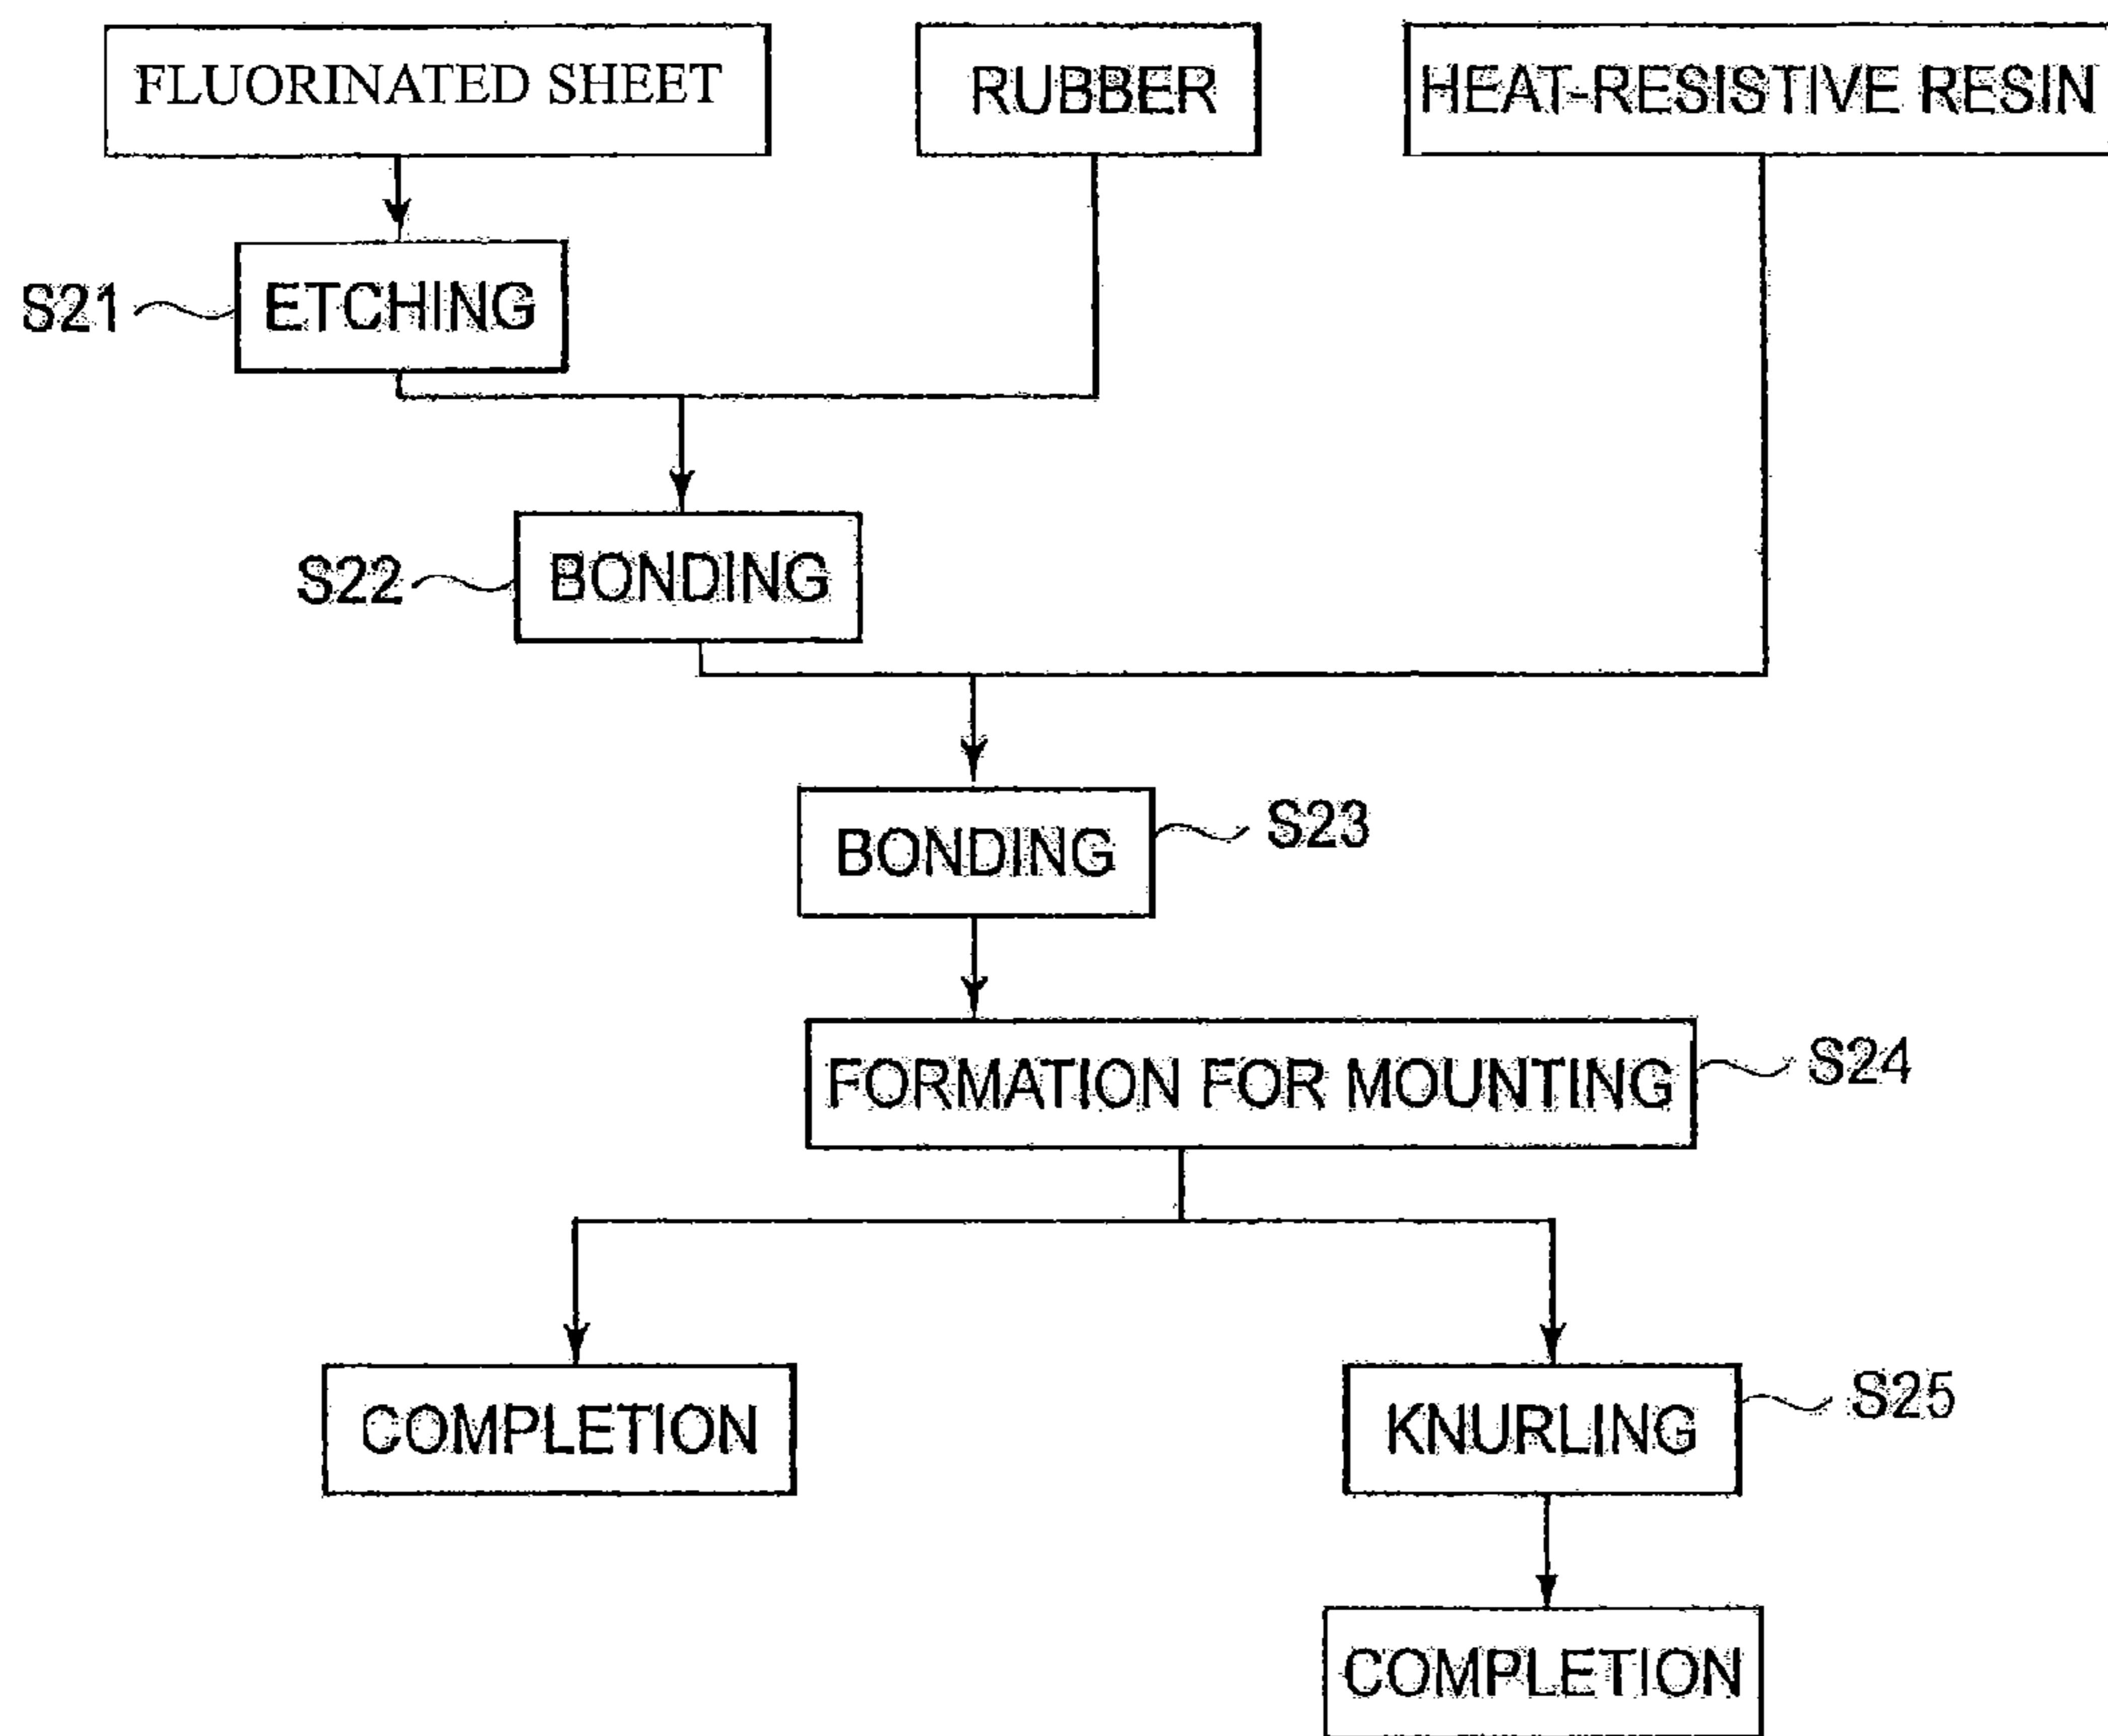 FLUORINATED SHEET
RUBBER
HEAT-RESISTIVE RESIN
S21
ETCHING
S22
BONDING
BONDING
S23
FORMATION FOR MOUNTING
S24
COMPLETION
KNURLING
S25
COMPLETION